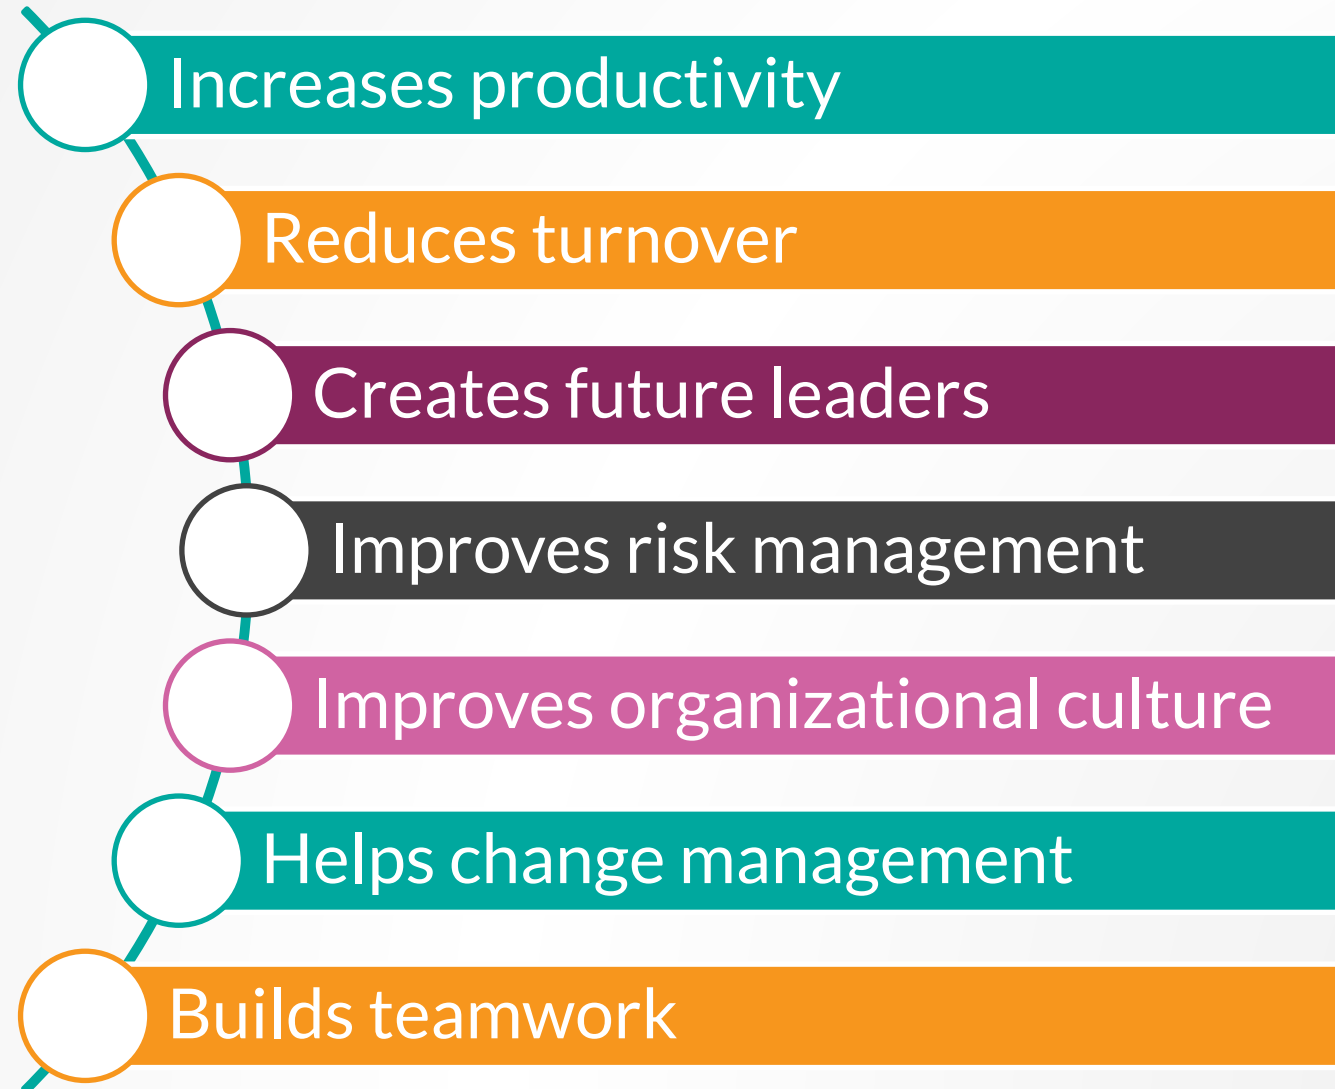 Increases productivity
Reduces turnover
Creates future leaders
Improves risk management
Improves organizational culture
Helps change management
Builds teamwork